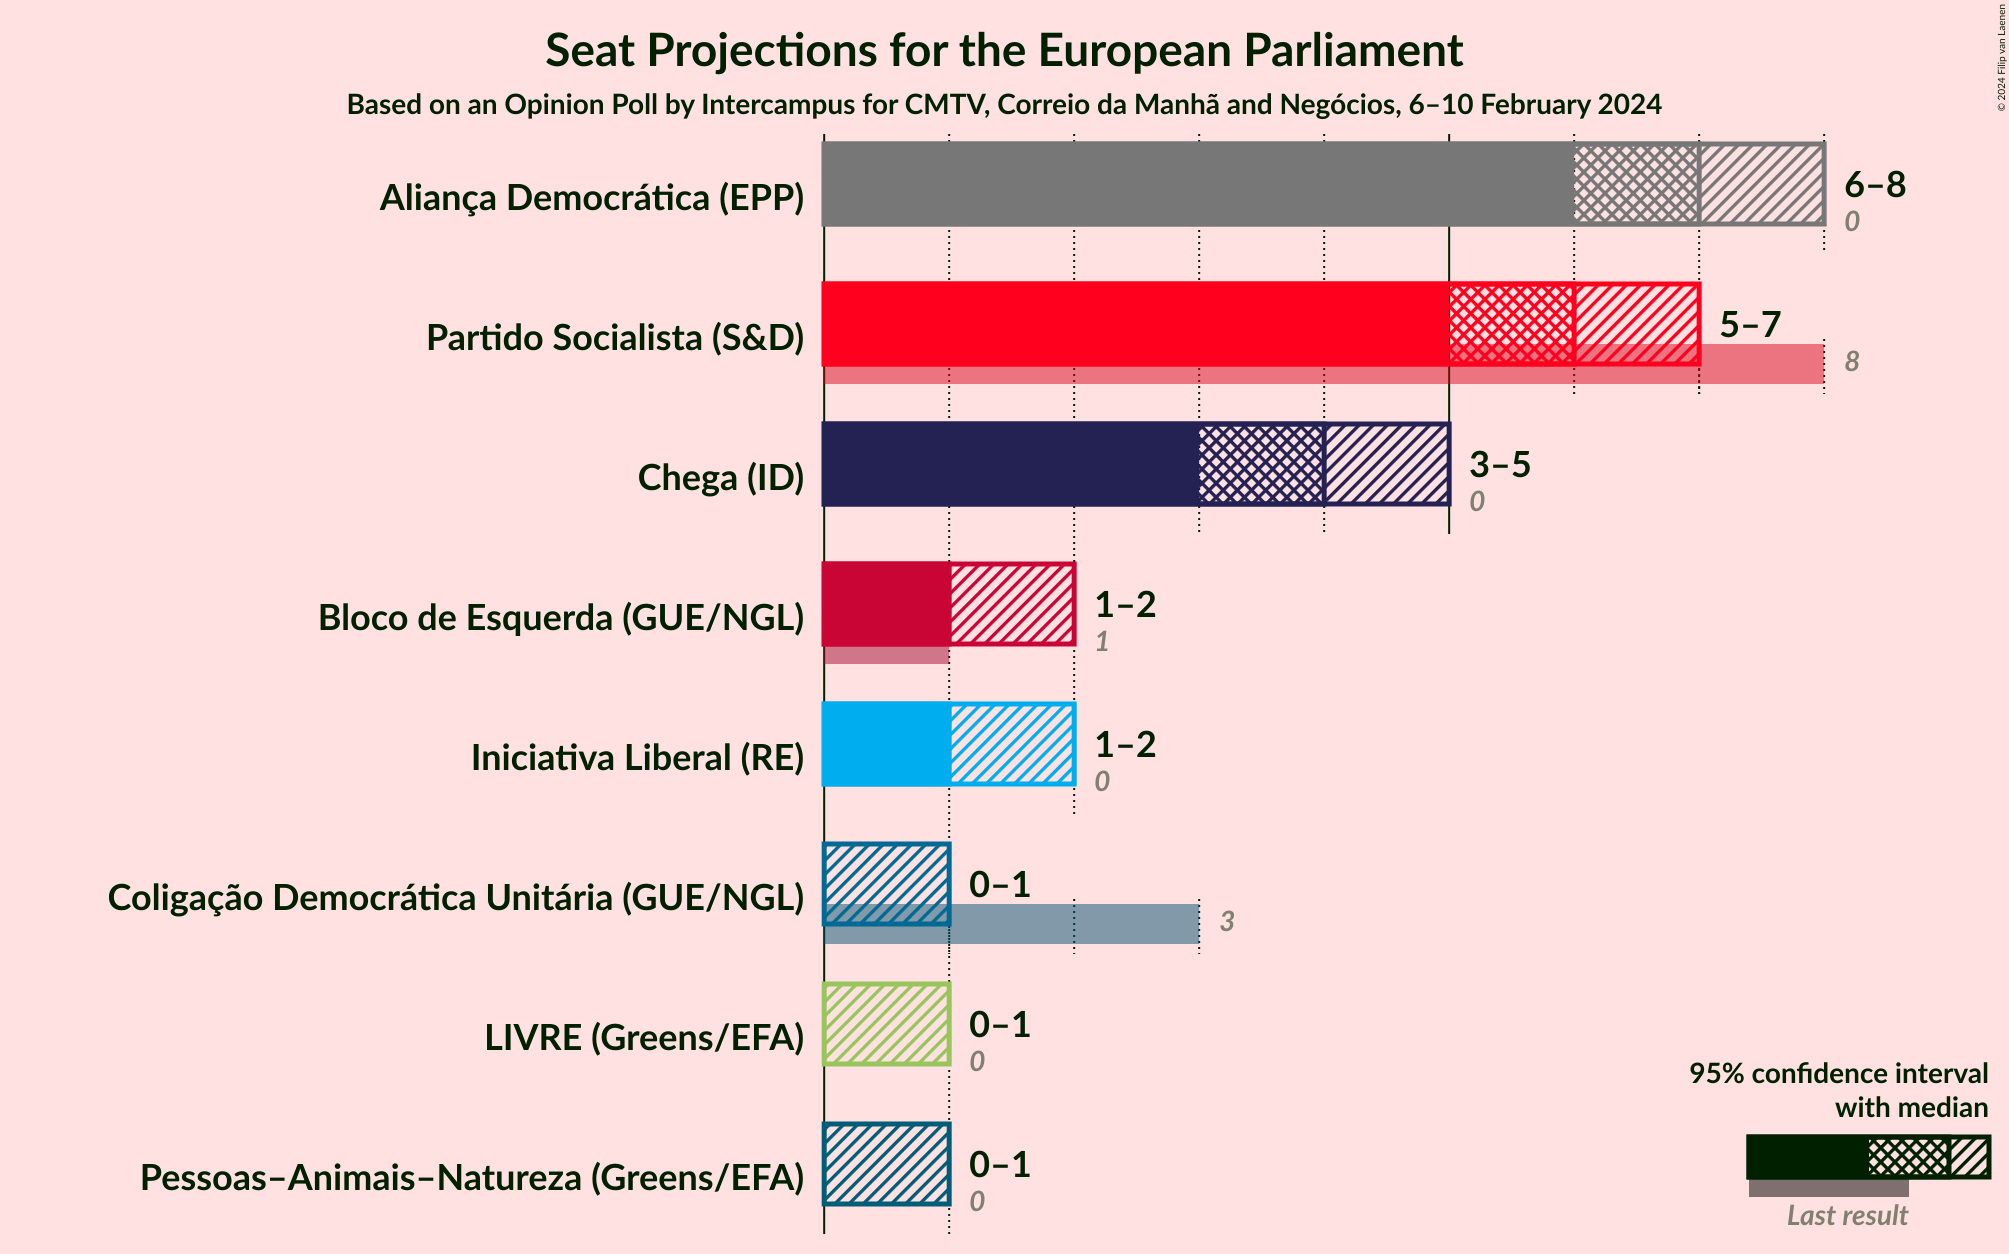 Seat Projections for the European Parliament
Based on an Opinion Poll by Intercampus for CMTV, Correio da Manhã and Negócios, 6–10 February 2024
© 2024 Filip van Laenen
Aliança Democrática (EPP)
6–8
0
Partido Socialista (S&D)
5–7
8
Chega (ID)
3–5
0
Bloco de Esquerda (GUE/NGL)
1–2
1
Iniciativa Liberal (RE)
1–2
0
Coligação Democrática Unitária (GUE/NGL)
0–1
3
LIVRE (Greens/EFA)
0–1
0
Pessoas–Animais–Natureza (Greens/EFA)
0–1
0
95% confidence interval
with median
Last result